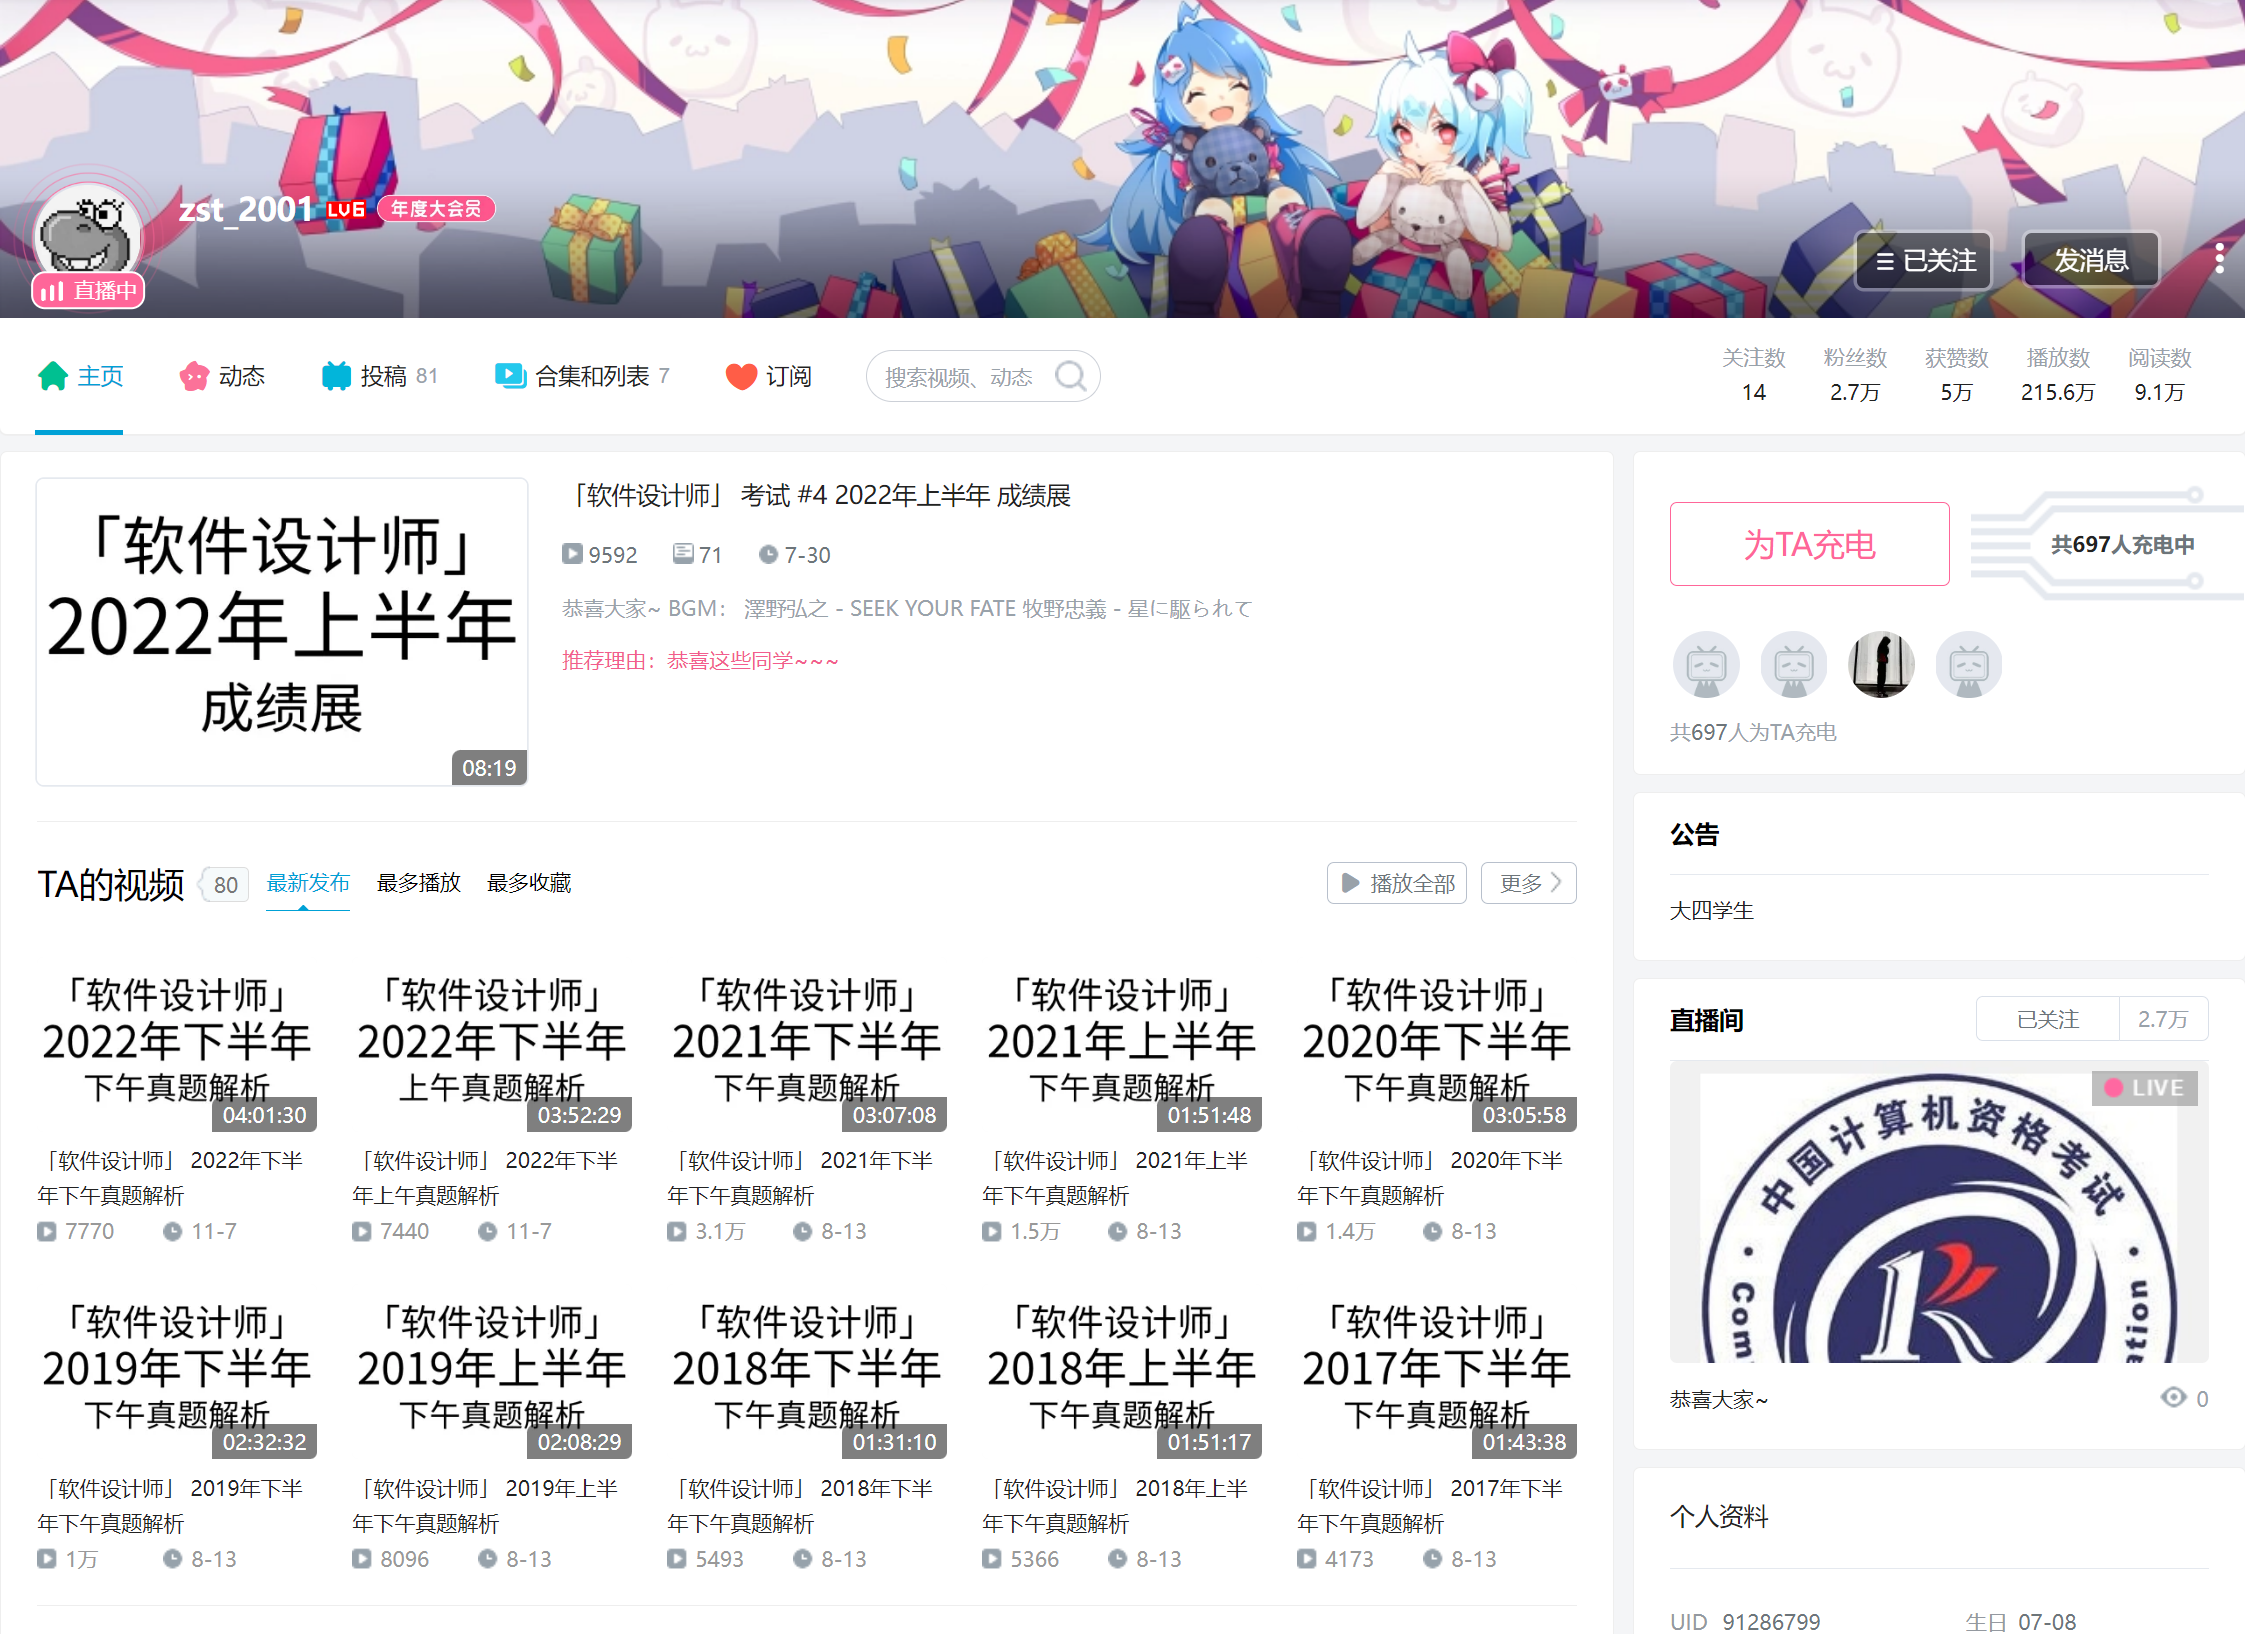 zst_2001 LV6 年度大会员
直播中
已关注
发消息
主页
动态
投稿 81
合集和列表 7
订阅
搜索视频、动态
关注数 粉丝数 获赞数 播放数 阅读数
14 2.7万 5万 215.6万 9.1万
「软件设计师」
2022年上半年
成绩展
08:19
「软件设计师」 考试 #4 2022年上半年 成绩展
9592 71 7-30
恭喜大家~ BGM： 澤野弘之 - SEEK YOUR FATE 牧野忠義 - 星に駆られて
推荐理由：恭喜这些同学~~~
TA的视频 80 最新发布 最多播放 最多收藏 播放全部 更多
「软件设计师」
2022年下半年
下午真题解析
04:01:30
「软件设计师」 2022年下半
年下午真题解析
7770 11-7
「软件设计师」
2022年下半年
上午真题解析
03:52:29
「软件设计师」 2022年下半
年上午真题解析
7440 11-7
「软件设计师」
2021年下半年
下午真题解析
03:07:08
「软件设计师」 2021年下半
年下午真题解析
3.1万 8-13
「软件设计师」
2021年上半年
下午真题解析
01:51:48
「软件设计师」 2021年上半
年下午真题解析
1.5万 8-13
「软件设计师」
2020年下半年
下午真题解析
03:05:58
「软件设计师」 2020年下半
年下午真题解析
1.4万 8-13
「软件设计师」
2019年下半年
下午真题解析
02:32:32
「软件设计师」 2019年下半
年下午真题解析
1万 8-13
「软件设计师」
2019年上半年
下午真题解析
02:08:29
「软件设计师」 2019年上半
年下午真题解析
8096 8-13
「软件设计师」
2018年下半年
下午真题解析
01:31:10
「软件设计师」 2018年下半
年下午真题解析
5493 8-13
「软件设计师」
2018年上半年
下午真题解析
01:51:17
「软件设计师」 2018年上半
年下午真题解析
5366 8-13
「软件设计师」
2017年下半年
下午真题解析
01:43:38
「软件设计师」 2017年下半
年下午真题解析
4173 8-13
为TA充电
共697人充电中
共697人为TA充电
公告
大四学生
直播间
已关注 2.7万
LIVE
中国计算机资格考试
Com
ation
恭喜大家~ 0
个人资料
UID 91286799 生日 07-08